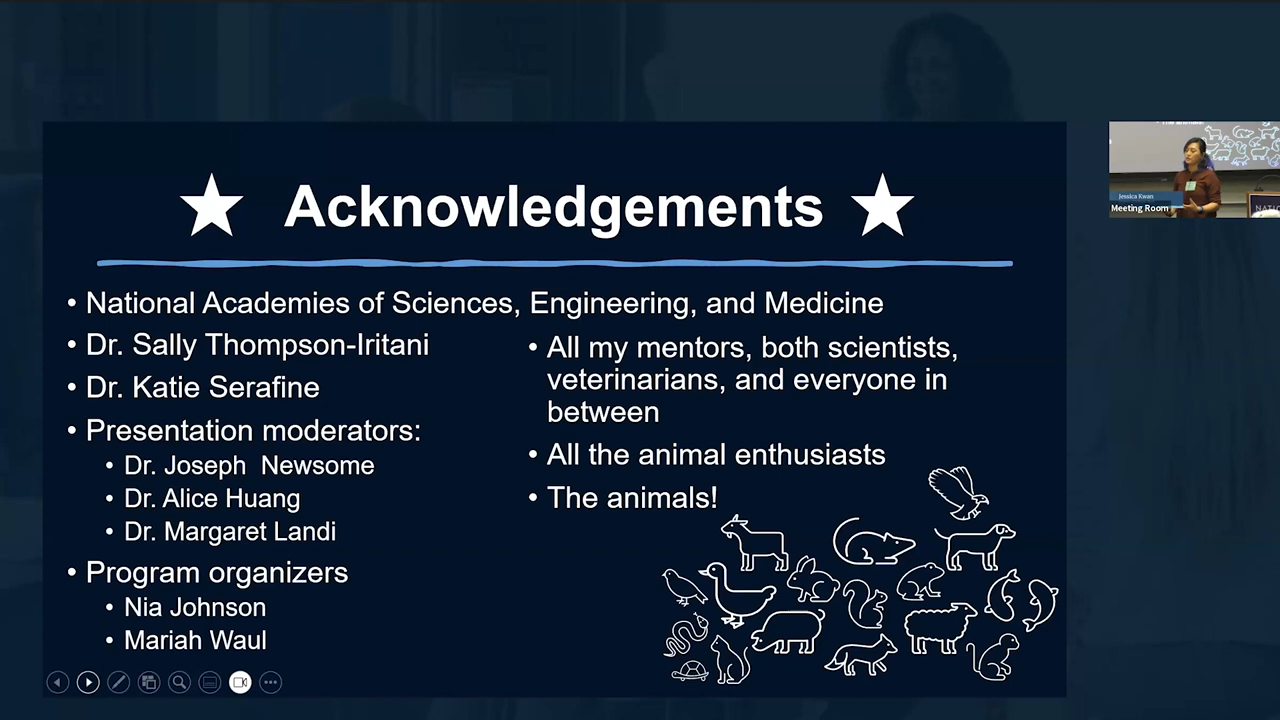 Acknowledgements
• National Academies of Sciences, Engineering, and Medicine
• Dr. Sally Thompson-Iritani
• Dr. Katie Serafine
• Presentation moderators:
• Dr. Joseph  Newsome
• Dr. Alice Huang
• Dr. Margaret Landi
• Program organizers
• Nia Johnson
• Mariah Waul
• All my mentors, both scientists,
veterinarians, and everyone in
between
• All the animal enthusiasts
• The animals!
Jessica Kwan
Meeting Room